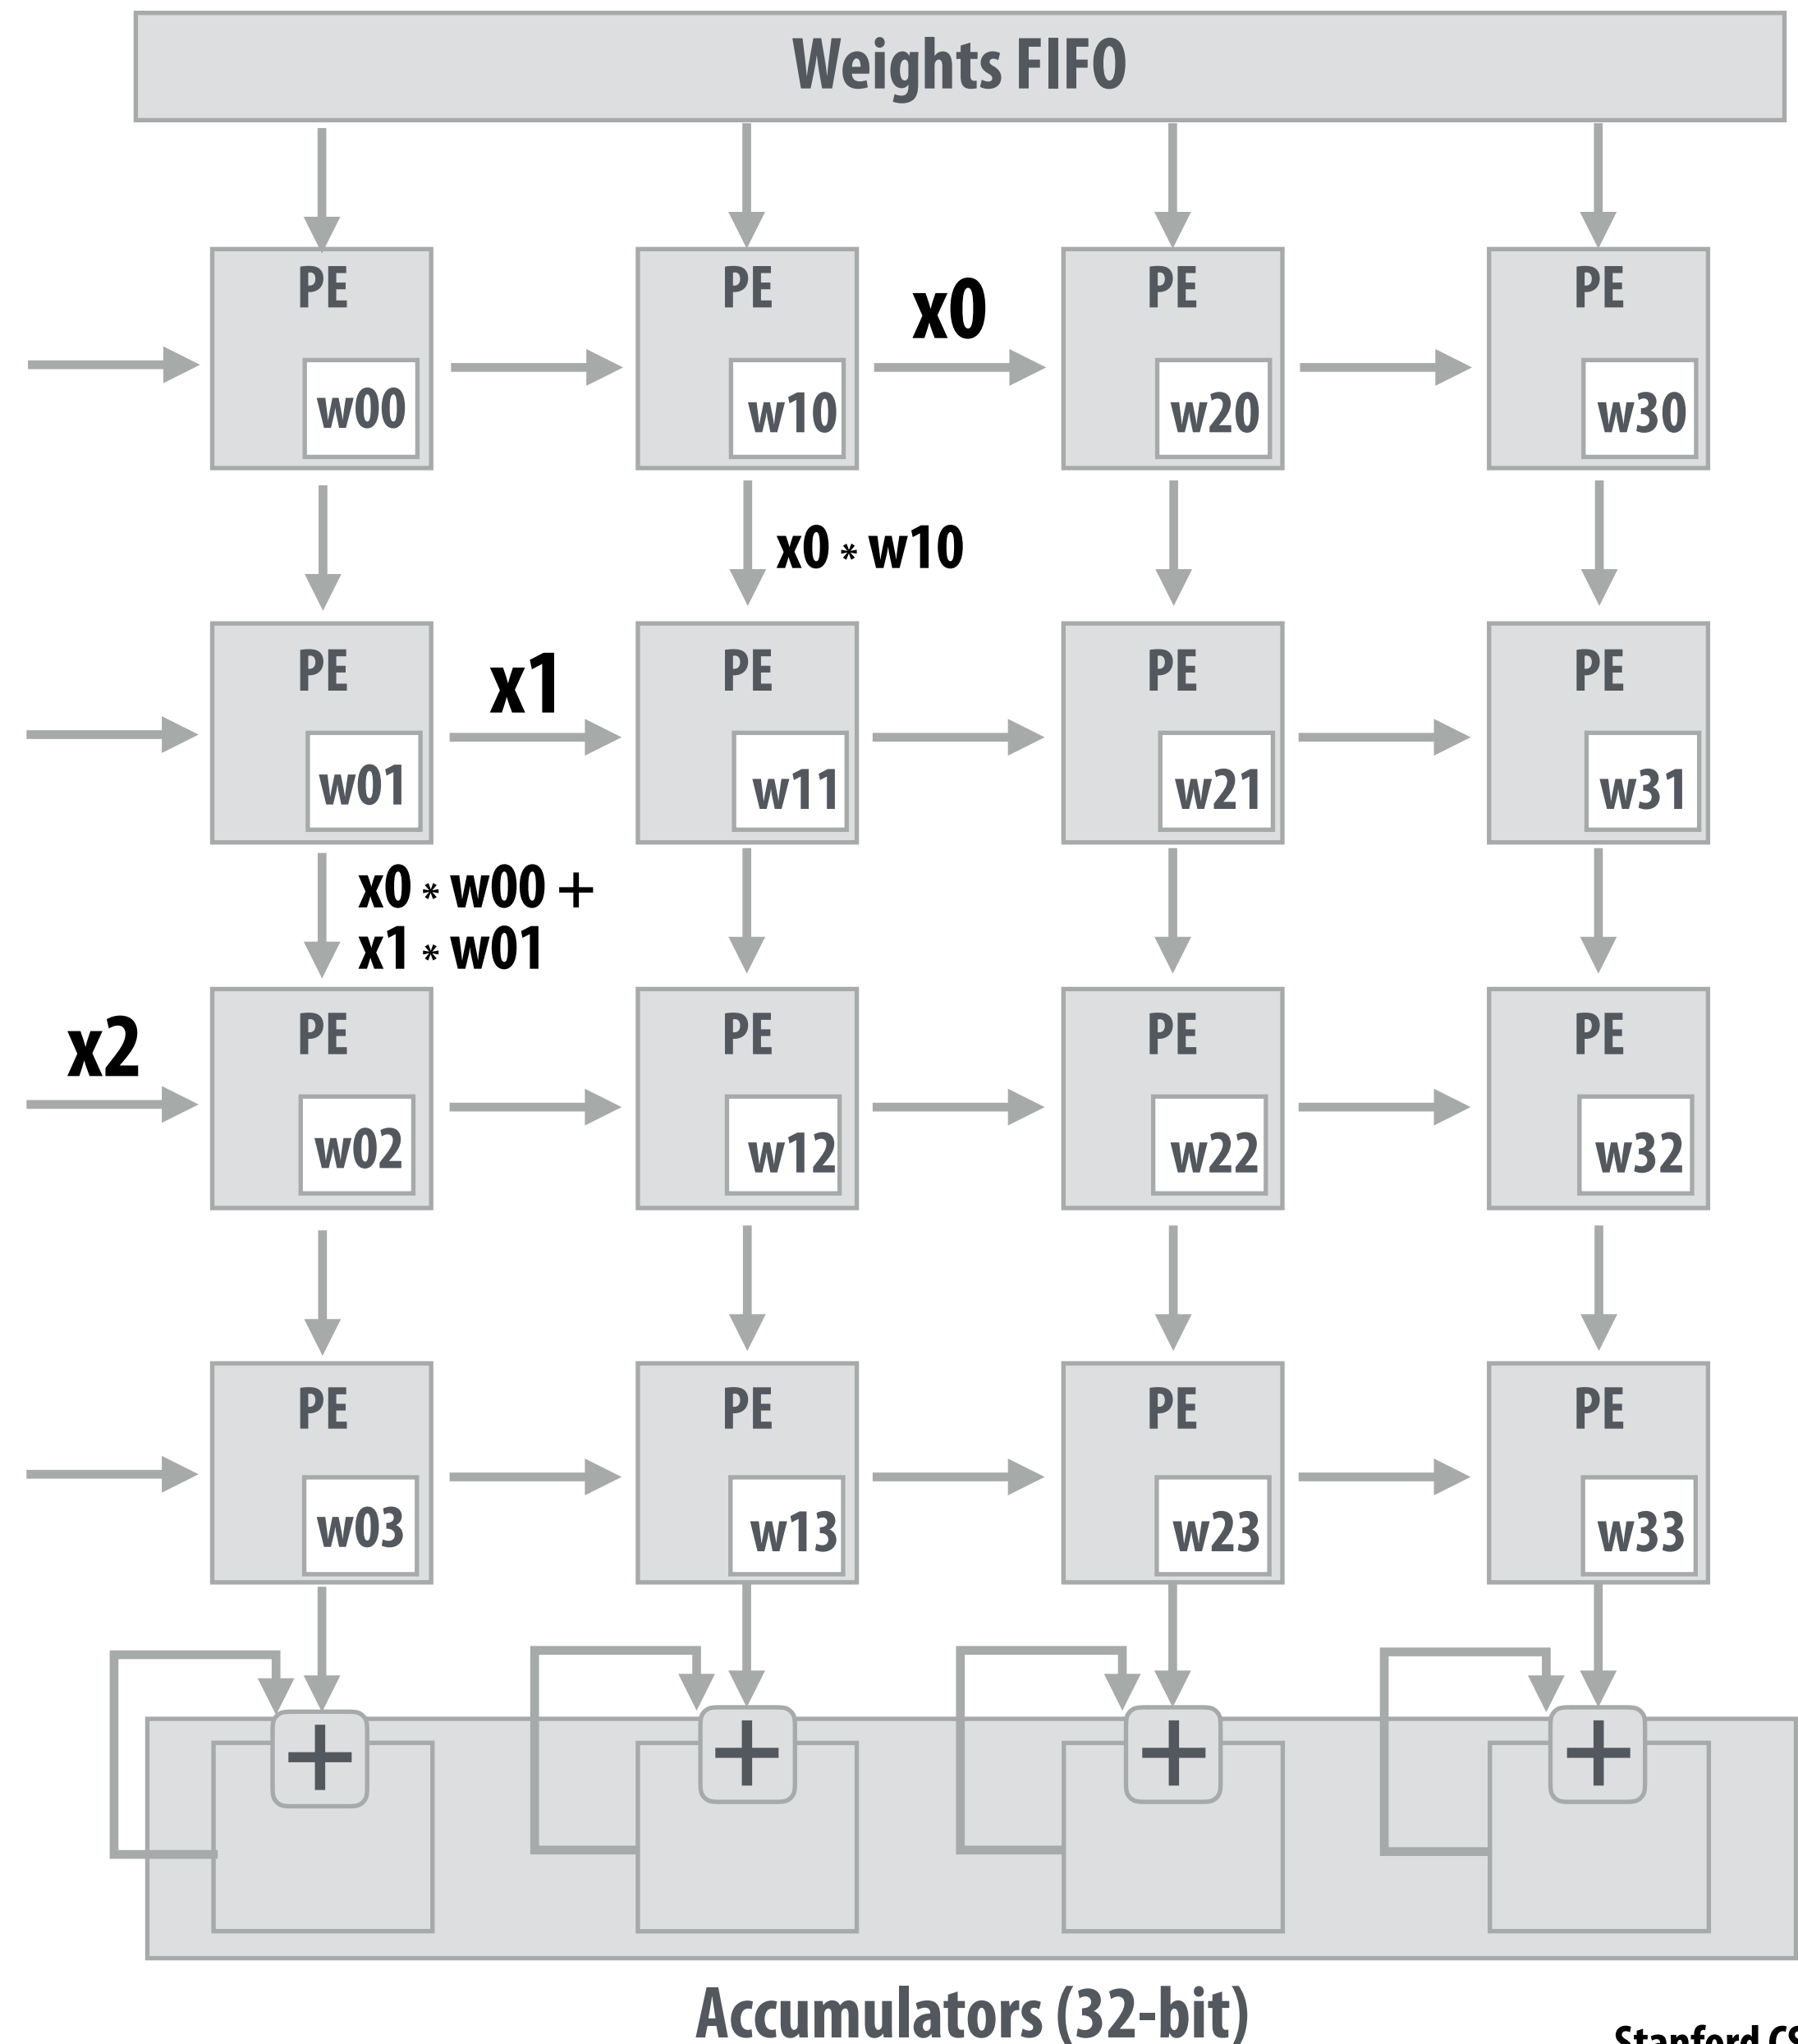 Weights FIFO
PE
PE
PE
PE
x0
w00
w10
w20
w30
x0 * w10
PE
PE
PE
PE
x1
w01
w11
w21
w31
x0 * w00 +
x1 * w01
PE
PE
PE
PE
x2
w02
w12
w22
w32
PE
PE
PE
PE
w03
w13
w23
w33
+
+
+
+
Accumulators (32-bit)
Stanford CS